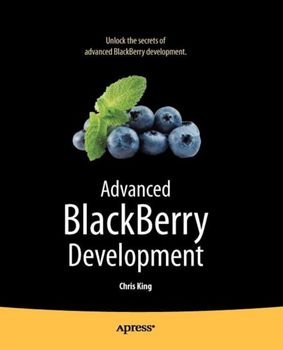 Unlock the secrets of
advanced BlackBerry development.
Advanced
BlackBerry
Development
Chris King
Apress®